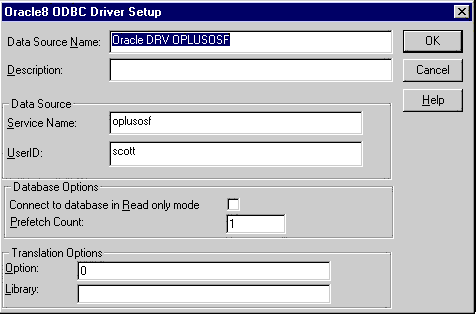 Oracle8 ODBC Driver Setup
Data Source Name: Oracle DRV OPLUSOSF OK
Description: Cancel
Help
Data Source
Service Name: oplusosf
UserID: scott
Database Options
Connect to database in Read only mode
Prefetch Count: 1
Translation Options
Option: 0
Library: